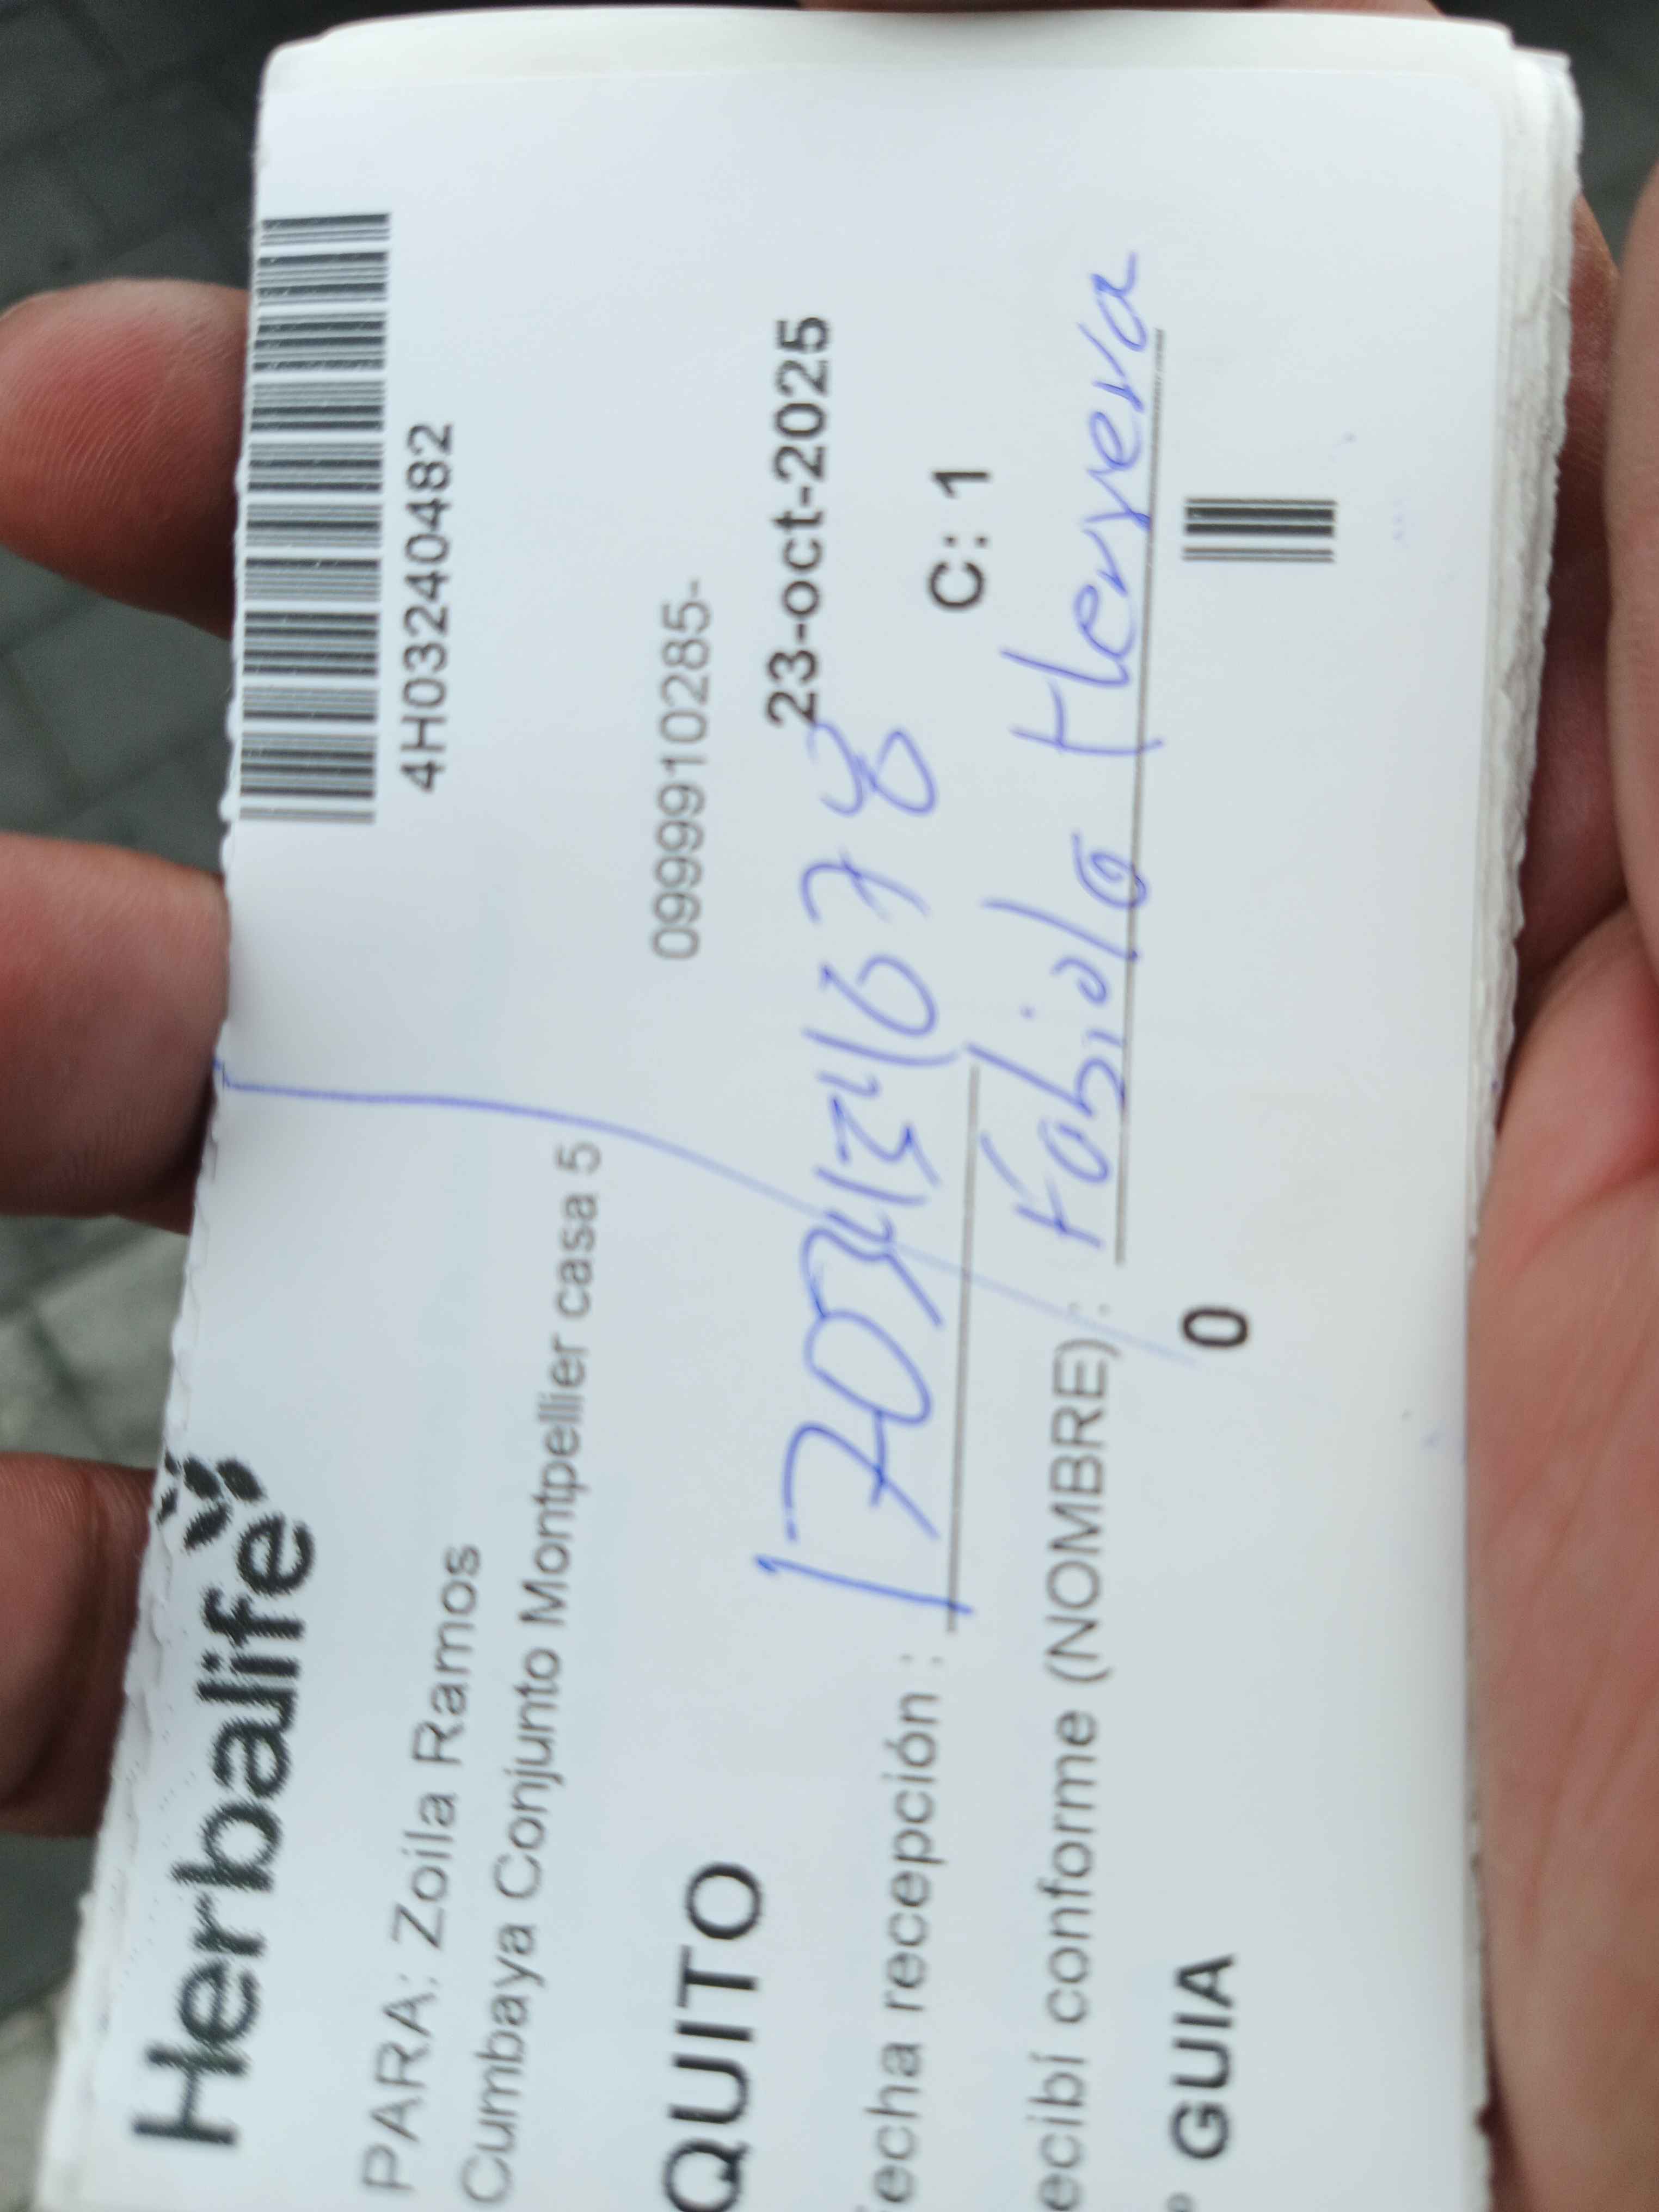 Herbalife
4H03240482
PARA: Zoila Ramos
Cumbaya Conjunto Montpellier casa 5
QUITO
0999910285-
23-oct-2025
echa recepción :
C: 1
ecibí conforme (NOMBRE) : Fabiola Herrera
° GUIA
0